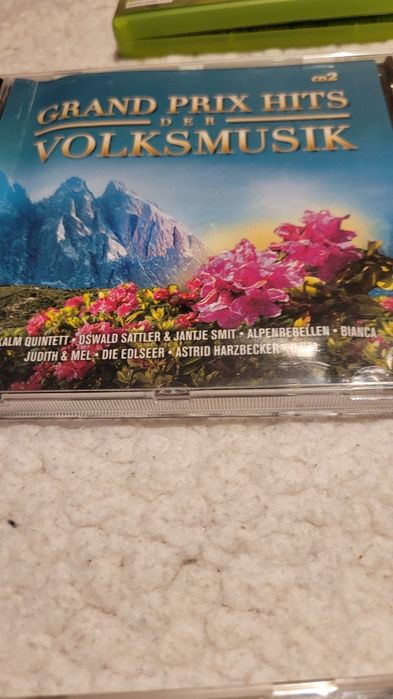 CD2
GRAND PRIX HITS
DER
VOLKSMUSIK
KALM QUINTETT • OSWALD SATTLER & JANTJE SMIT • ALPENREBELLEN • BIANCA
JUDITH & MEL • DIE EDLSEER • ASTRID HARZBECKER